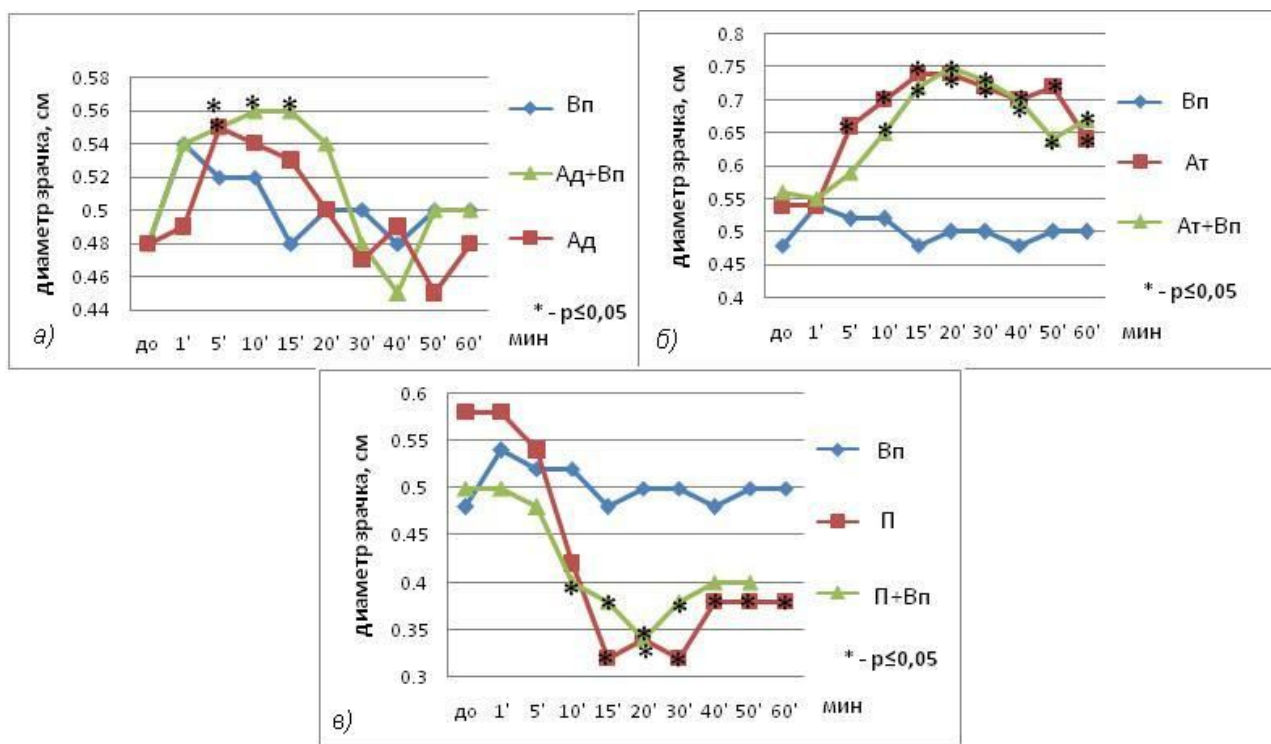 диаметр зрачка, см
0.58
0.56
0.54
0.52
0.5
0.48
0.46
0.44
до 1' 5' 10' 15' 20' 30' 40' 50' 60' мин
Вп
Ад+Вп
Ад
* - р≤0,05
а)
диаметр зрачка, см
0.8
0.75
0.7
0.65
0.6
0.55
0.5
0.45
0.4
до 1' 5' 10' 15' 20' 30' 40' 50' 60' мин
Вп
Ат
Ат+Вп
* - р≤0,05
б)
диаметр зрачка, см
0.6
0.55
0.5
0.45
0.4
0.35
0.3
до 1' 5' 10' 15' 20' 30' 40' 50' 60' мин
Вп
П
П+Вп
* - р≤0,05
в)